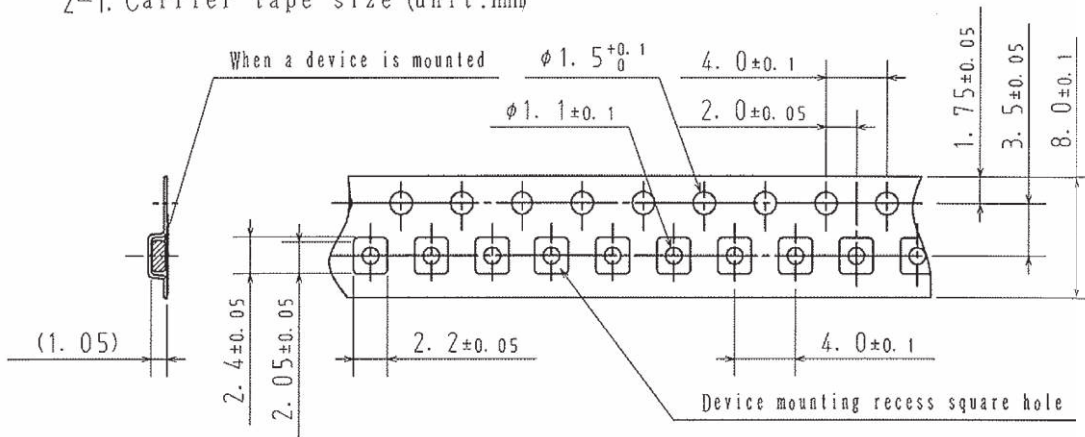 2-1. Carrier tape size (unit:mm)
When a device is mounted
φ1. 5+0. 1 0
4. 0±0. 1
φ1. 1±0. 1
2. 0±0. 05
1. 75±0. 05
3. 5±0. 05
8. 0±0. 1
(1. 05)
2. 4±0. 05
2. 05±0. 05
2. 2±0. 05
4. 0±0. 1
Device mounting recess square hole